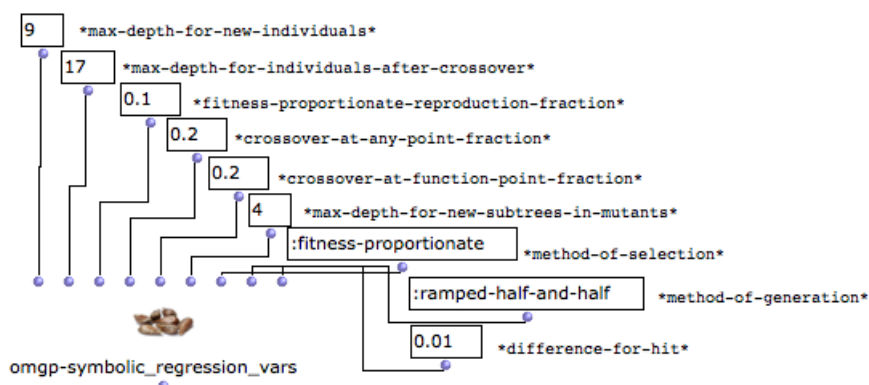 9 *max-depth-for-new-individuals*
17 *max-depth-for-individuals-after-crossover*
0.1 *fitness-proportionate-reproduction-fraction*
0.2 *crossover-at-any-point-fraction*
0.2 *crossover-at-function-point-fraction*
4 *max-depth-for-new-subtrees-in-mutants*
:fitness-proportionate *method-of-selection*
:ramped-half-and-half *method-of-generation*
0.01 *difference-for-hit*
omgp-symbolic_regression_vars